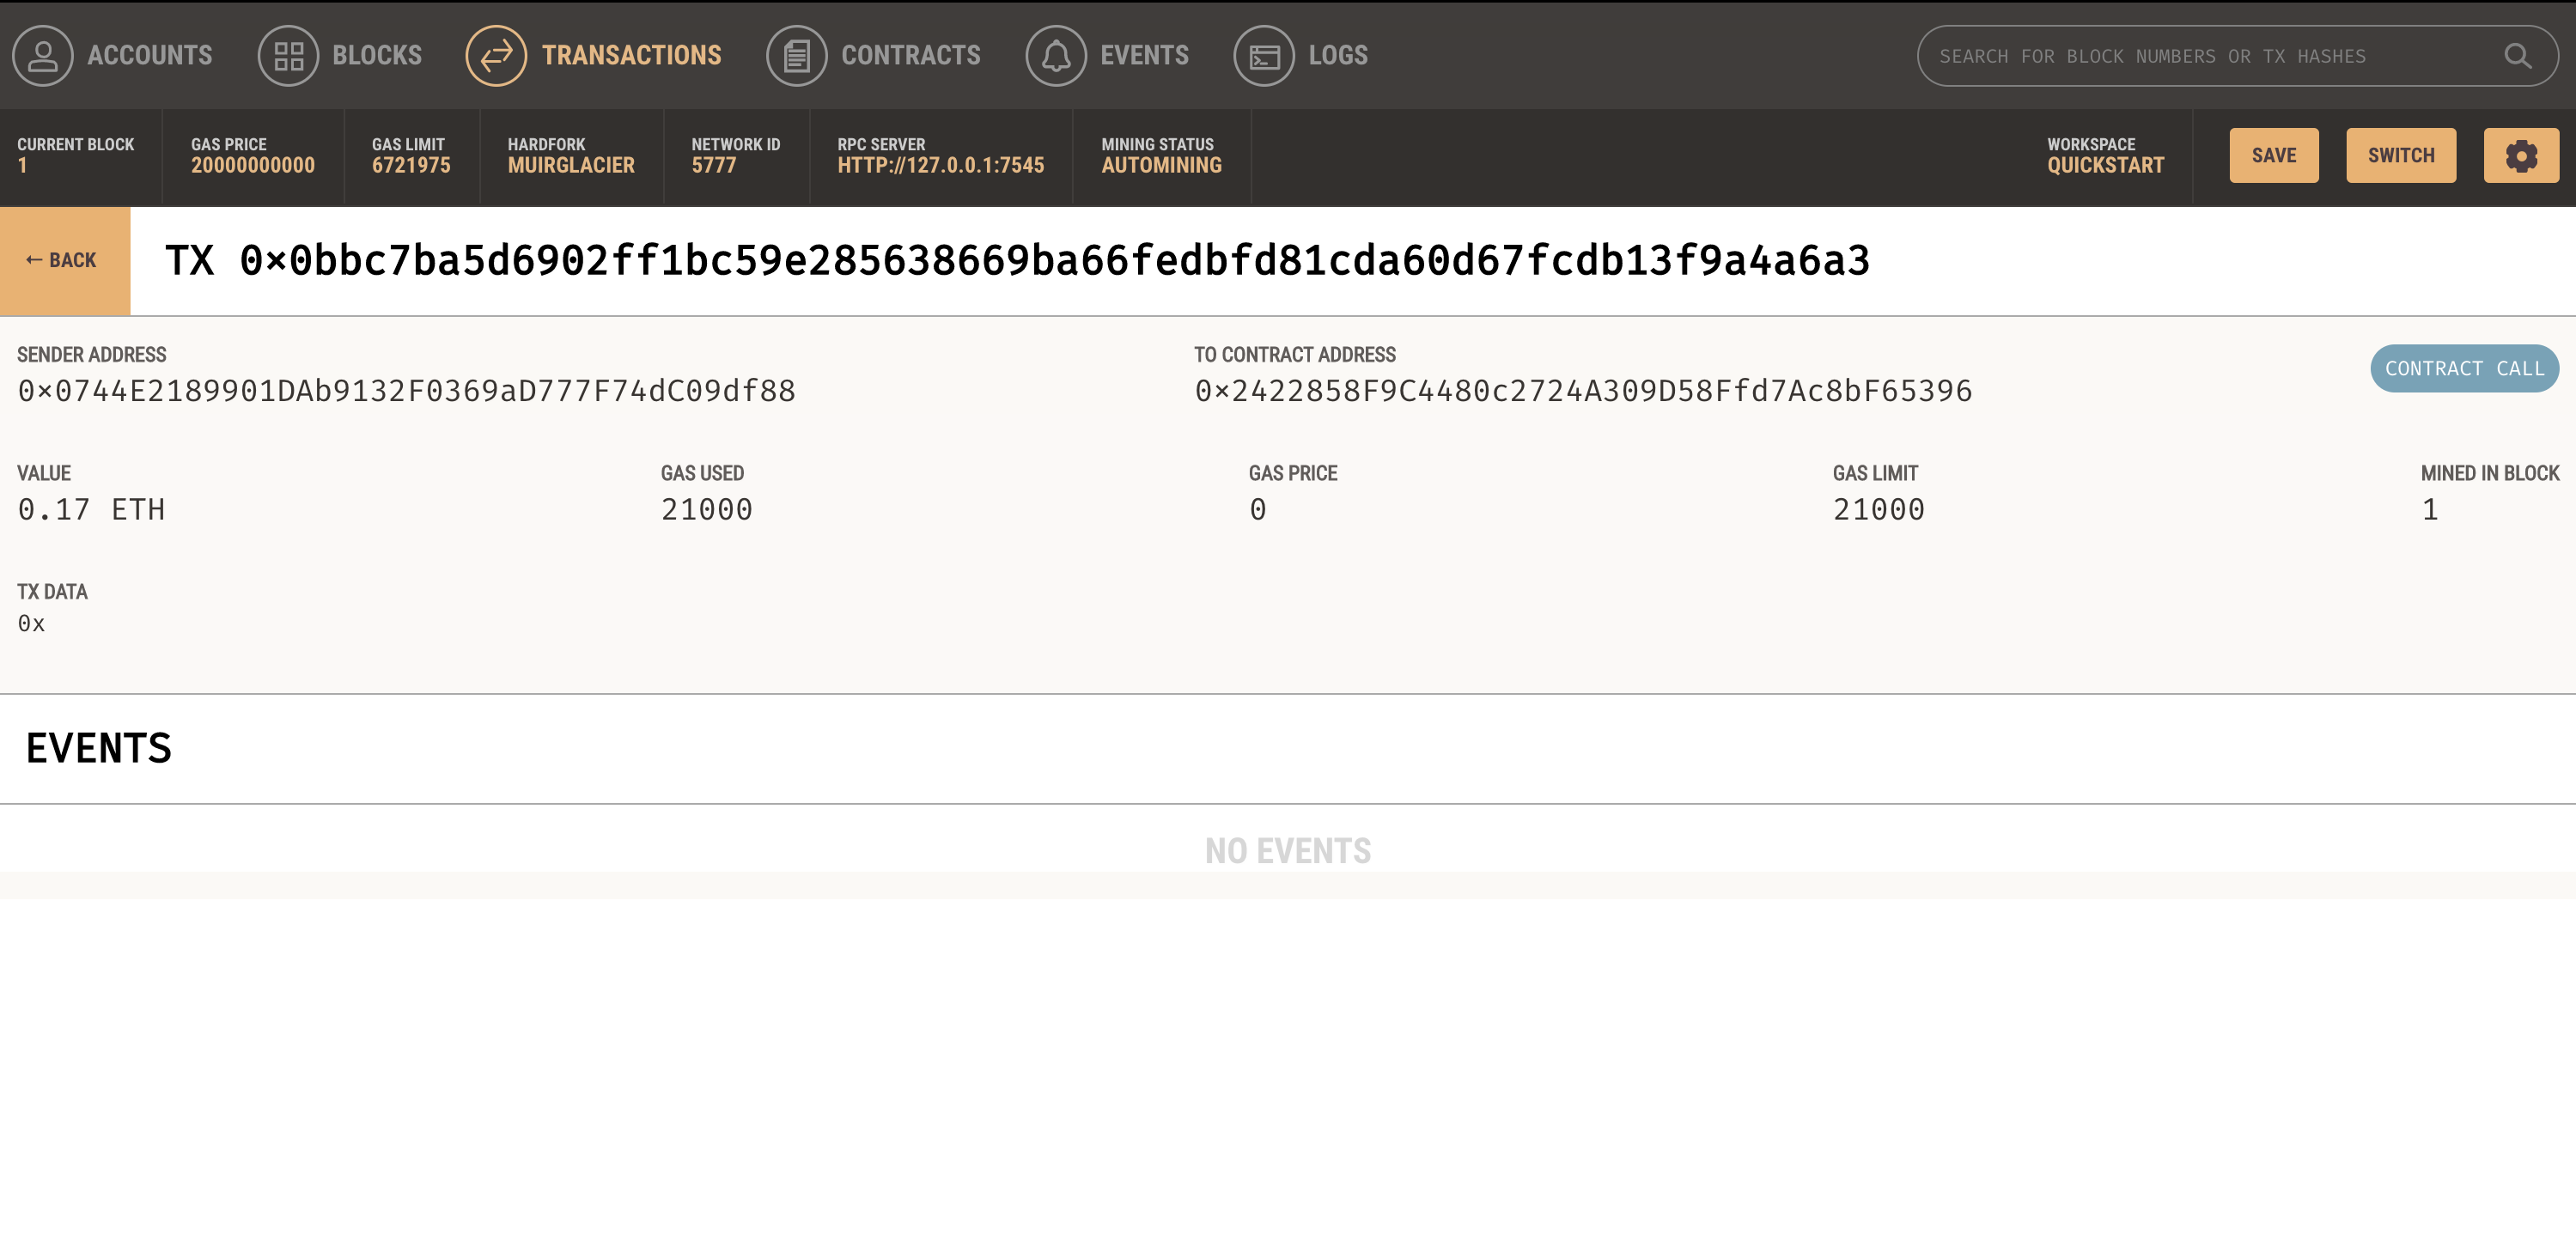 ACCOUNTS BLOCKS TRANSACTIONS CONTRACTS EVENTS LOGS SEARCH FOR BLOCK NUMBERS OR TX HASHES
CURRENT BLOCK GAS PRICE GAS LIMIT HARDFORK NETWORK ID RPC SERVER MINING STATUS WORKSPACE
1 20000000000 6721975 MUIRGLACIER 5777 HTTP://127.0.0.1:7545 AUTOMINING QUICKSTART SAVE SWITCH
← BACK TX 0×0bbc7ba5d6902ff1bc59e285638669ba66fedbfd81cda60d67fcdb13f9a4a6a3
SENDER ADDRESS TO CONTRACT ADDRESS
0×0744E2189901DAb9132F0369aD777F74dC09df88 0×2422858F9C4480c2724A309D58Ffd7Ac8bF65396 CONTRACT CALL
VALUE GAS USED GAS PRICE GAS LIMIT MINED IN BLOCK
0.17 ETH 21000 0 21000 1
TX DATA
0x
EVENTS
NO EVENTS